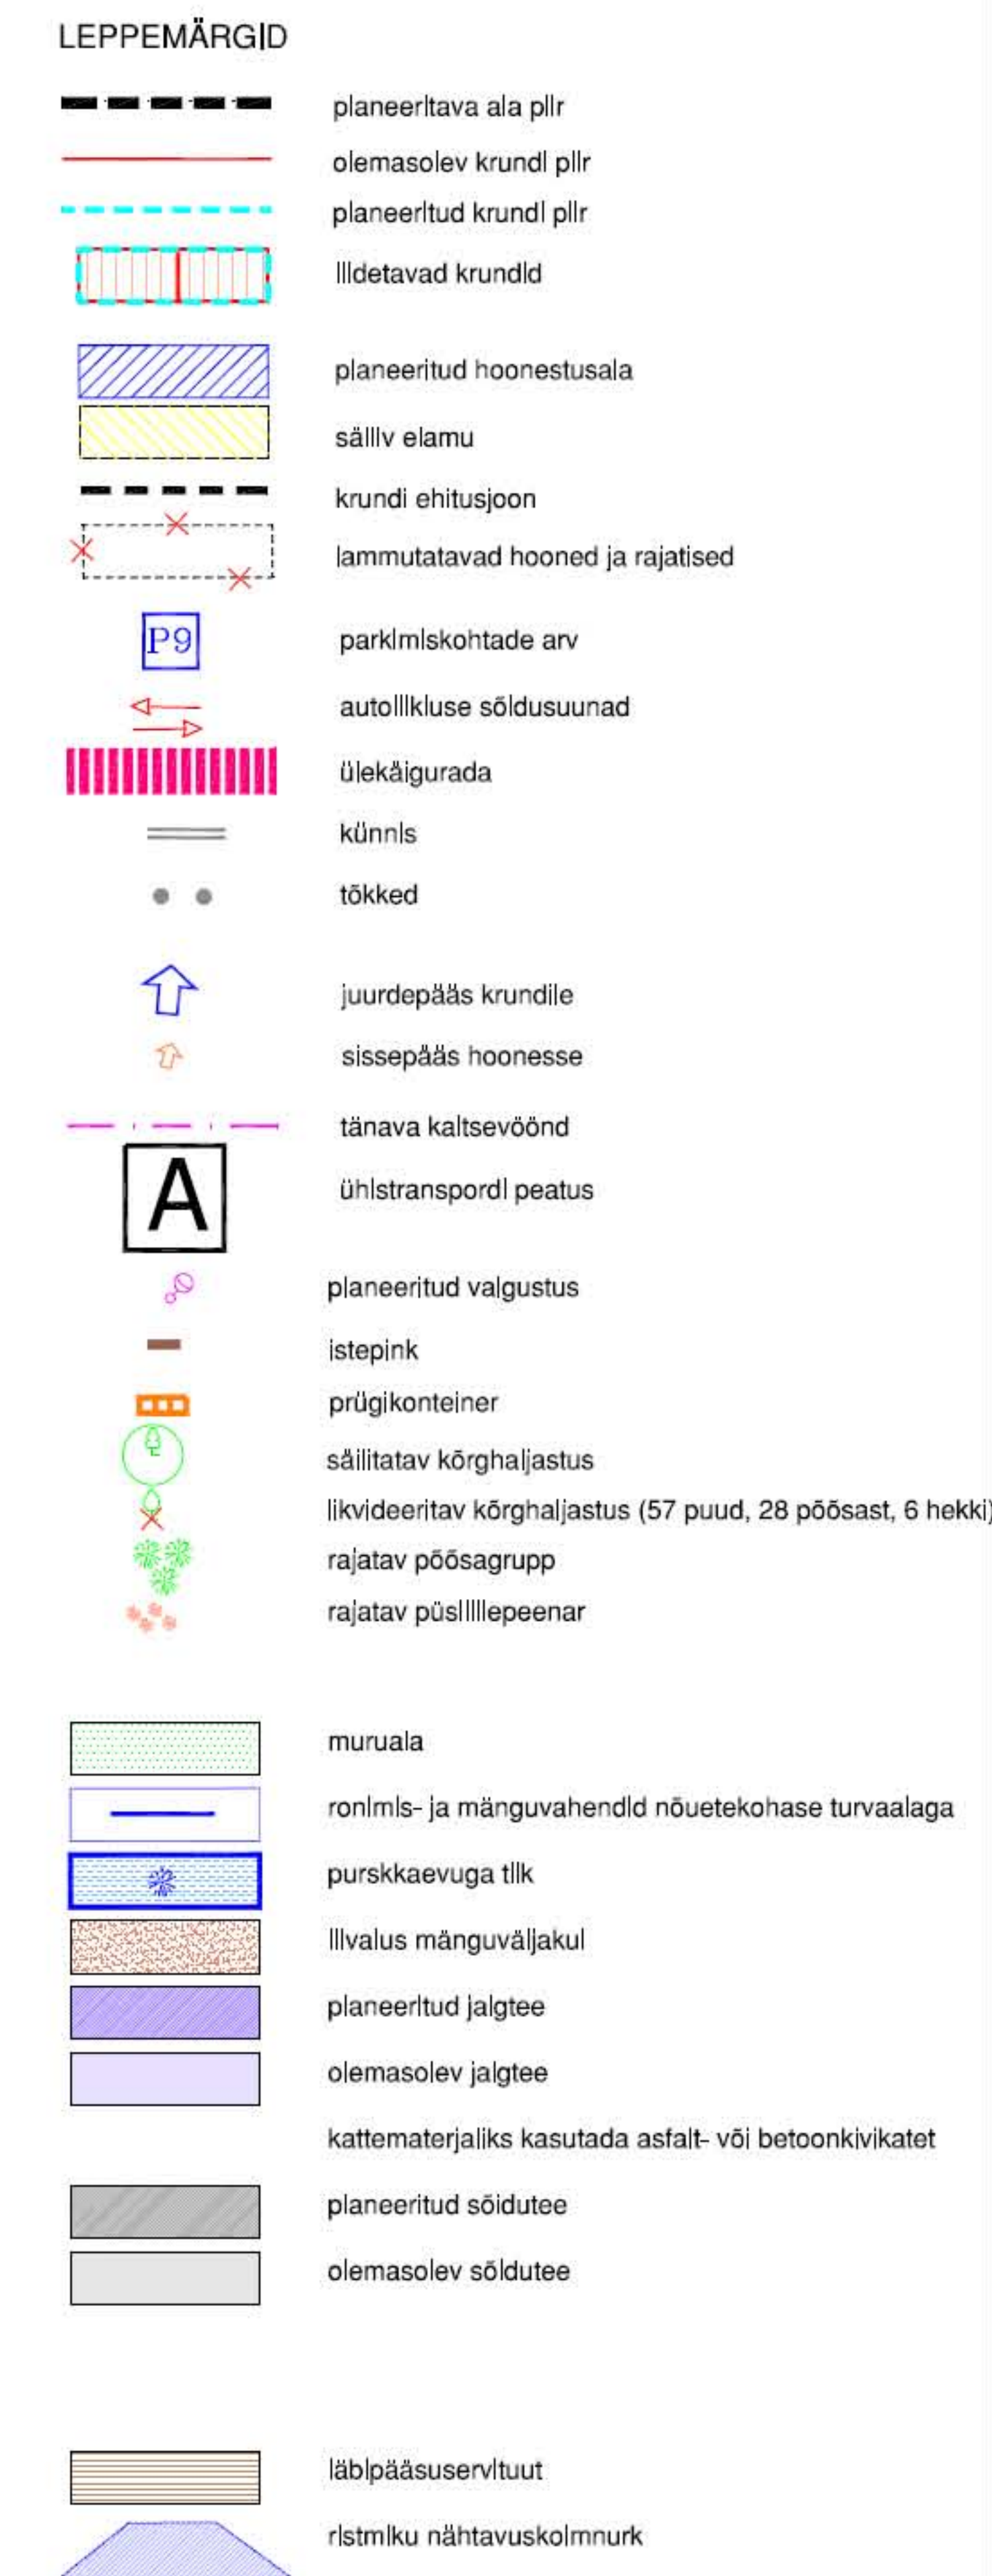 LEPPEMÄRGID
planeeritava ala piir
olemasolev krundi piir
planeeritud krundi piir
liidetavad krundid
planeeritud hoonestusala
säiliv elamu
krundi ehitusjoon
lammutatavad hooned ja rajatised
P9 parkimiskohtade arv
autoliikluse sõidusuunad
ülekäigurada
künnis
tõkked
juurdepääs krundile
sissepääs hoonesse
tänava kaitsevöönd
A ühistranspordi peatus
planeeritud valgustus
istepink
prügikonteiner
säilitatav kõrghaljastus
likvideeritav kõrghaljastus (57 puud, 28 põõsast, 6 hekki)
rajatav põõsagrupp
rajatav püsililllepeenar
muruala
ronimis- ja mänguvahendid nõuetekohase turvaalaga
purskkaevuga tiik
liivalus mänguväljakul
planeeritud jalgtee
olemasolev jalgtee
kattematerjaliks kasutada asfalt- või betoonkivikatet
planeeritud sõidutee
olemasolev sõidutee
läbipääsuservituut
ristmiku nähtavuskolmnurk